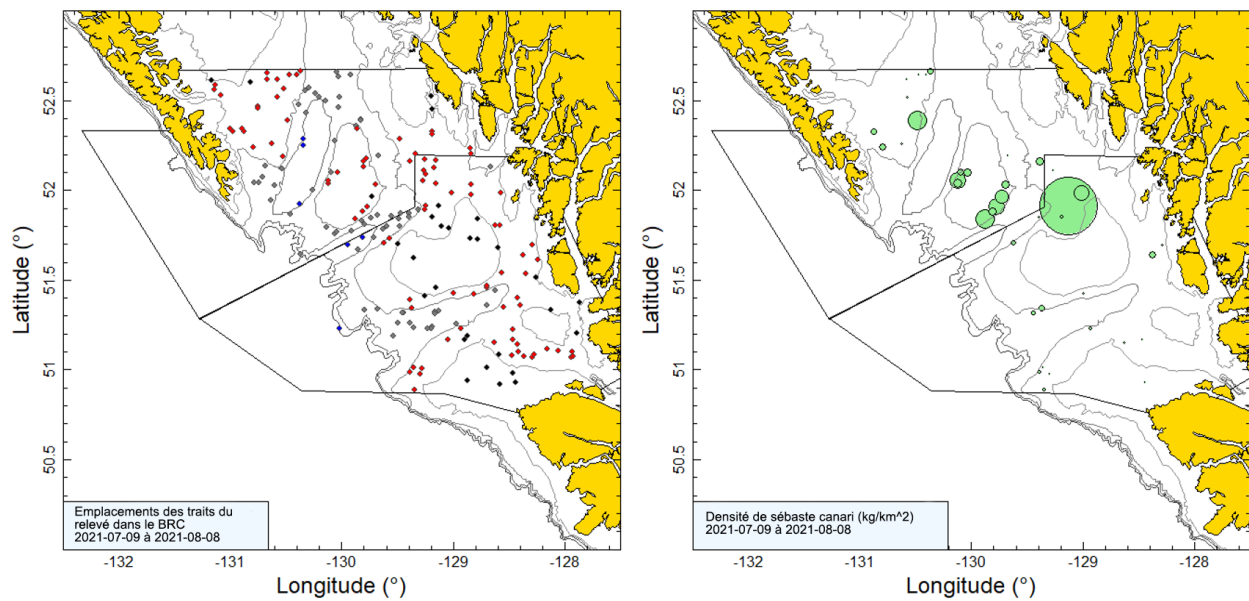 52.5
52
51.5
51
50.5
Latitude (°)
Emplacements des traits du
relevé dans le BRC
2021-07-09 à 2021-08-08
-132
-131
-130
-129
-128
Longitude (°)
52.5
52
51.5
51
50.5
Latitude (°)
Densité de sébaste canari (kg/km^2)
2021-07-09 à 2021-08-08
-132
-131
-130
-129
-128
Longitude (°)